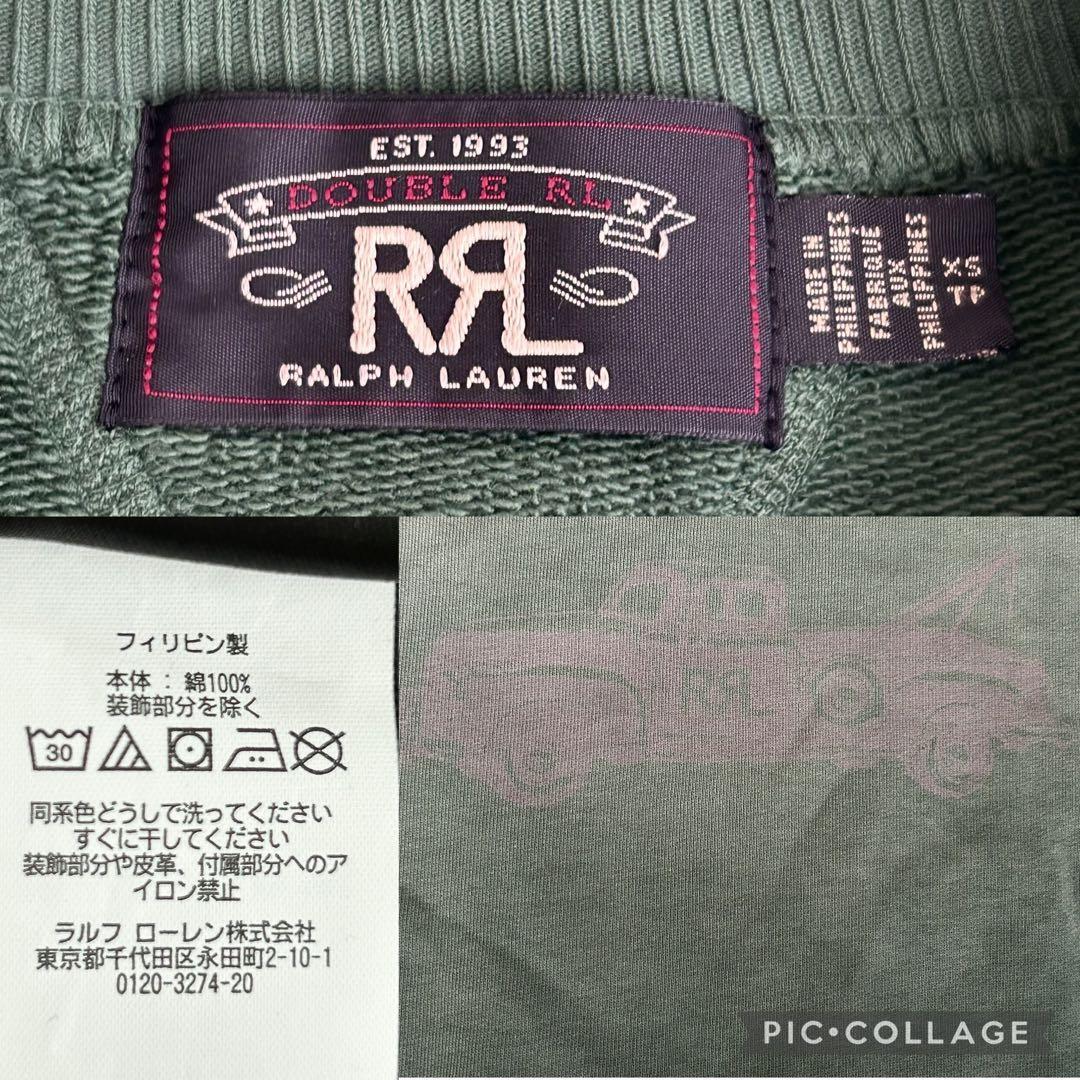 EST. 1993
DOUBLE RL
RRL
RALPH LAUREN
MADE IN
PHILIPPINES
FABRIQUE
AUX
PHILIPPINES
XS
TP
フィリピン製
本体 : 綿100%
装飾部分を除く
30
同系色どうしで洗ってください
すぐに干してください
装飾部分や皮革、付属部分へのア
イロン禁止
ラルフ ローレン株式会社
東京都千代田区永田町2-10-1
0120-3274-20
RRL
PIC•COLLAGE